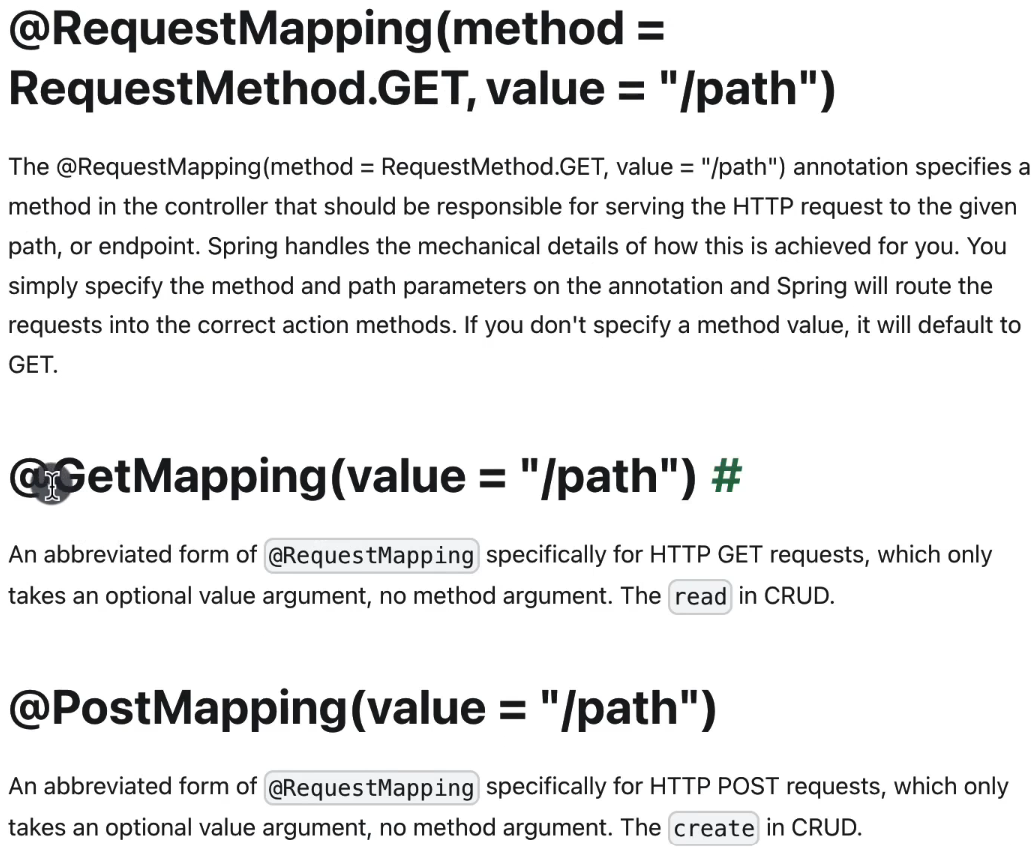 @RequestMapping(method =
RequestMethod.GET, value = "/path")
The @RequestMapping(method = RequestMethod.GET, value = "/path") annotation specifies a
method in the controller that should be responsible for serving the HTTP request to the given
path, or endpoint. Spring handles the mechanical details of how this is achieved for you. You
simply specify the method and path parameters on the annotation and Spring will route the
requests into the correct action methods. If you don't specify a method value, it will default to
GET.
@GetMapping(value = "/path") #
An abbreviated form of @RequestMapping specifically for HTTP GET requests, which only
takes an optional value argument, no method argument. The read in CRUD.
@PostMapping(value = "/path")
An abbreviated form of @RequestMapping specifically for HTTP POST requests, which only
takes an optional value argument, no method argument. The create in CRUD.